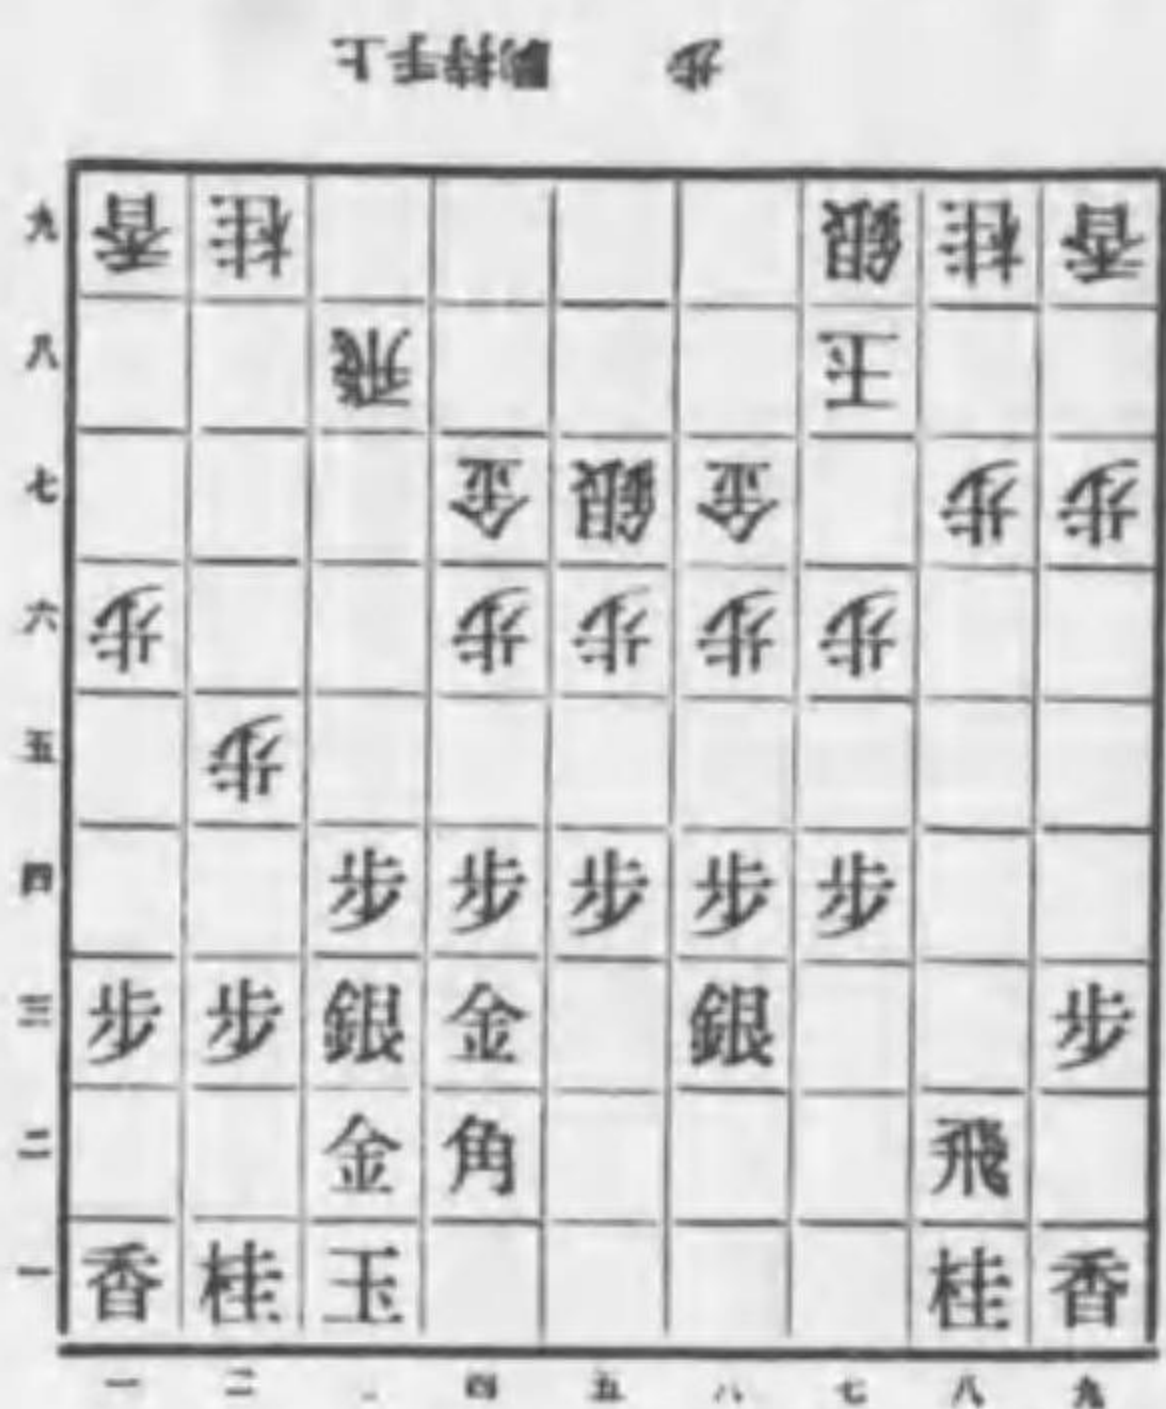 上手持駒 歩
九 香 桂 銀 桂 香
八 飛 王
七 金 銀 金 歩 歩
六 歩 歩 歩 歩 歩
五 歩
四 歩 歩 歩 歩 歩
三 歩 歩 銀 金 銀 歩
二 金 角 飛
一 香 桂 玉 桂 香
一 二 四 五 七 八 九